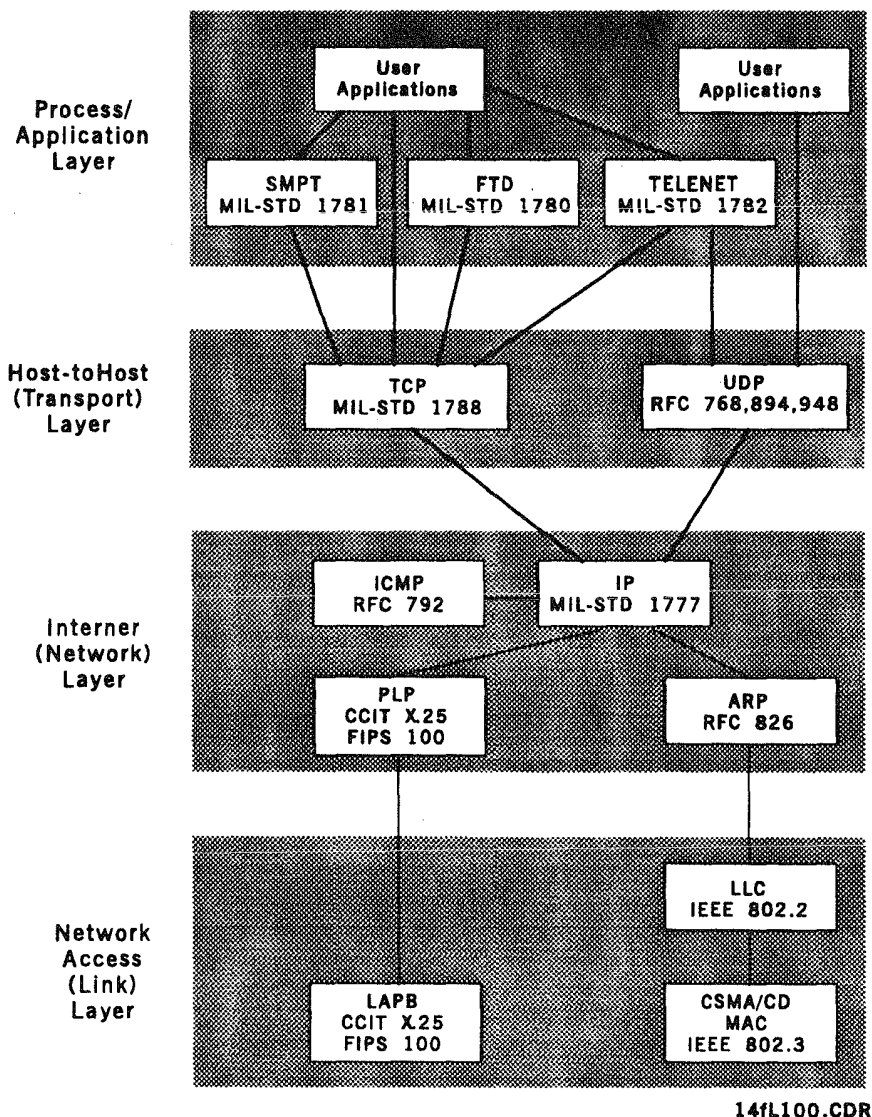 User
Applications
User
Applications
Process/
Application
Layer
SMPT
MIL-STD 1781
FTD
MIL-STD 1780
TELENET
MIL-STD 1782
Host-toHost
(Transport)
Layer
TCP
MIL-STD 1788
UDP
RFC 768,894,948
ICMP
RFC 792
IP
MIL-STD 1777
Interner
(Network)
Layer
PLP
CCIT X.25
FIPS 100
ARP
RFC 826
LLC
IEEE 802.2
Network
Access
(Link)
Layer
LAPB
CCIT X.25
FIPS 100
CSMA/CD
MAC
IEEE 802.3
14fL100.CDR